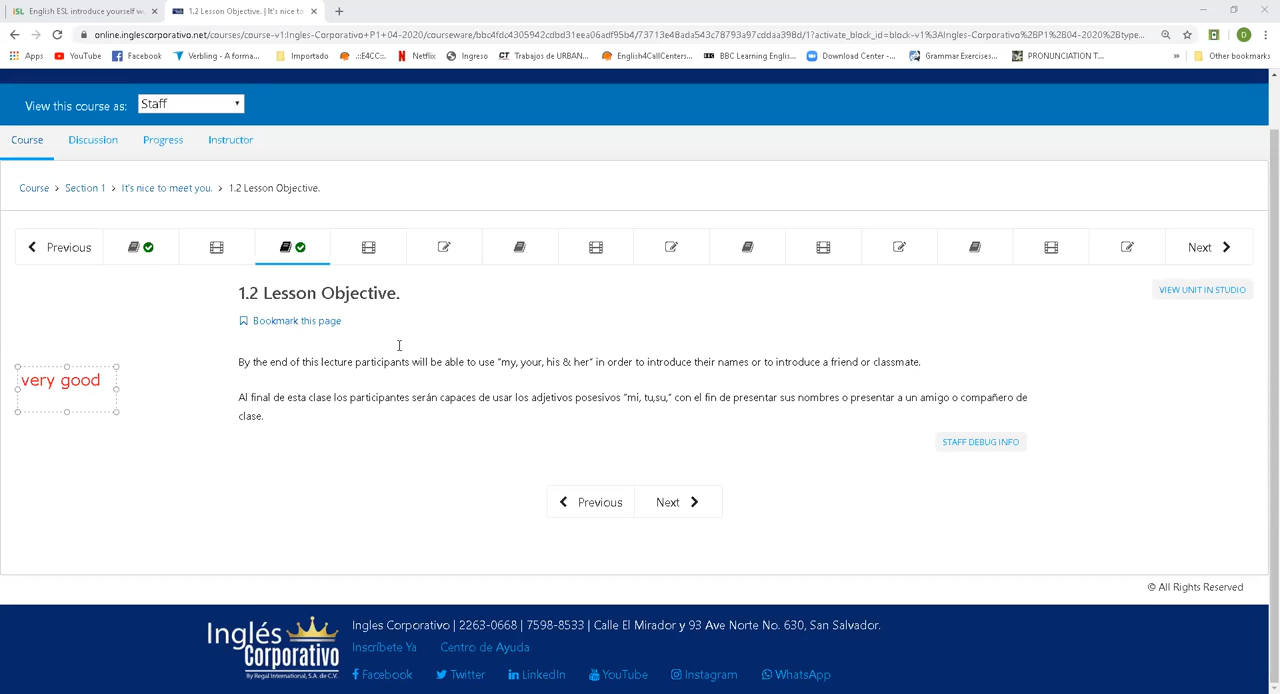 English ESL introduce yourself w
1.2 Lesson Objective. | It's nice to
online.inglescorporativo.net/courses/course-v1:Ingles-Corporativo+P1+04-2020/courseware/bbc4fdc4305942cdbd31eea06adf95b4/73713e48ada543c78793a97cddaa398d/1?activate_block_id=block-v1%3AIngles-Corporativo%2BP1%2B04-2020%2Btype...
Apps YouTube Facebook Verbling - A forma... Importado .::E4CC::. Netflix Ingreso Trabajos de URBAN... English4CallCenters... BBC Learning Englis... Download Center -... Grammar Exercises... PRONUNCIATION T... » Other bookmarks
View this course as: Staff
Course Discussion Progress Instructor
Course > Section 1 > It's nice to meet you. > 1.2 Lesson Objective.
Previous Next
1.2 Lesson Objective.
VIEW UNIT IN STUDIO
Bookmark this page
By the end of this lecture participants will be able to use "my, your, his & her" in order to introduce their names or to introduce a friend or classmate.
very good
Al final de esta clase los participantes serán capaces de usar los adjetivos posesivos "mi, tu,su," con el fin de presentar sus nombres o presentar a un amigo o compañero de
clase.
STAFF DEBUG INFO
Previous Next
© All Rights Reserved
Inglés Corporativo
By Regal International, S.A. de C.V.
Ingles Corporativo | 2263-0668 | 7598-8533 | Calle El Mirador y 93 Ave Norte No. 630, San Salvador.
Inscríbete Ya Centro de Ayuda
Facebook Twitter LinkedIn YouTube Instagram WhatsApp